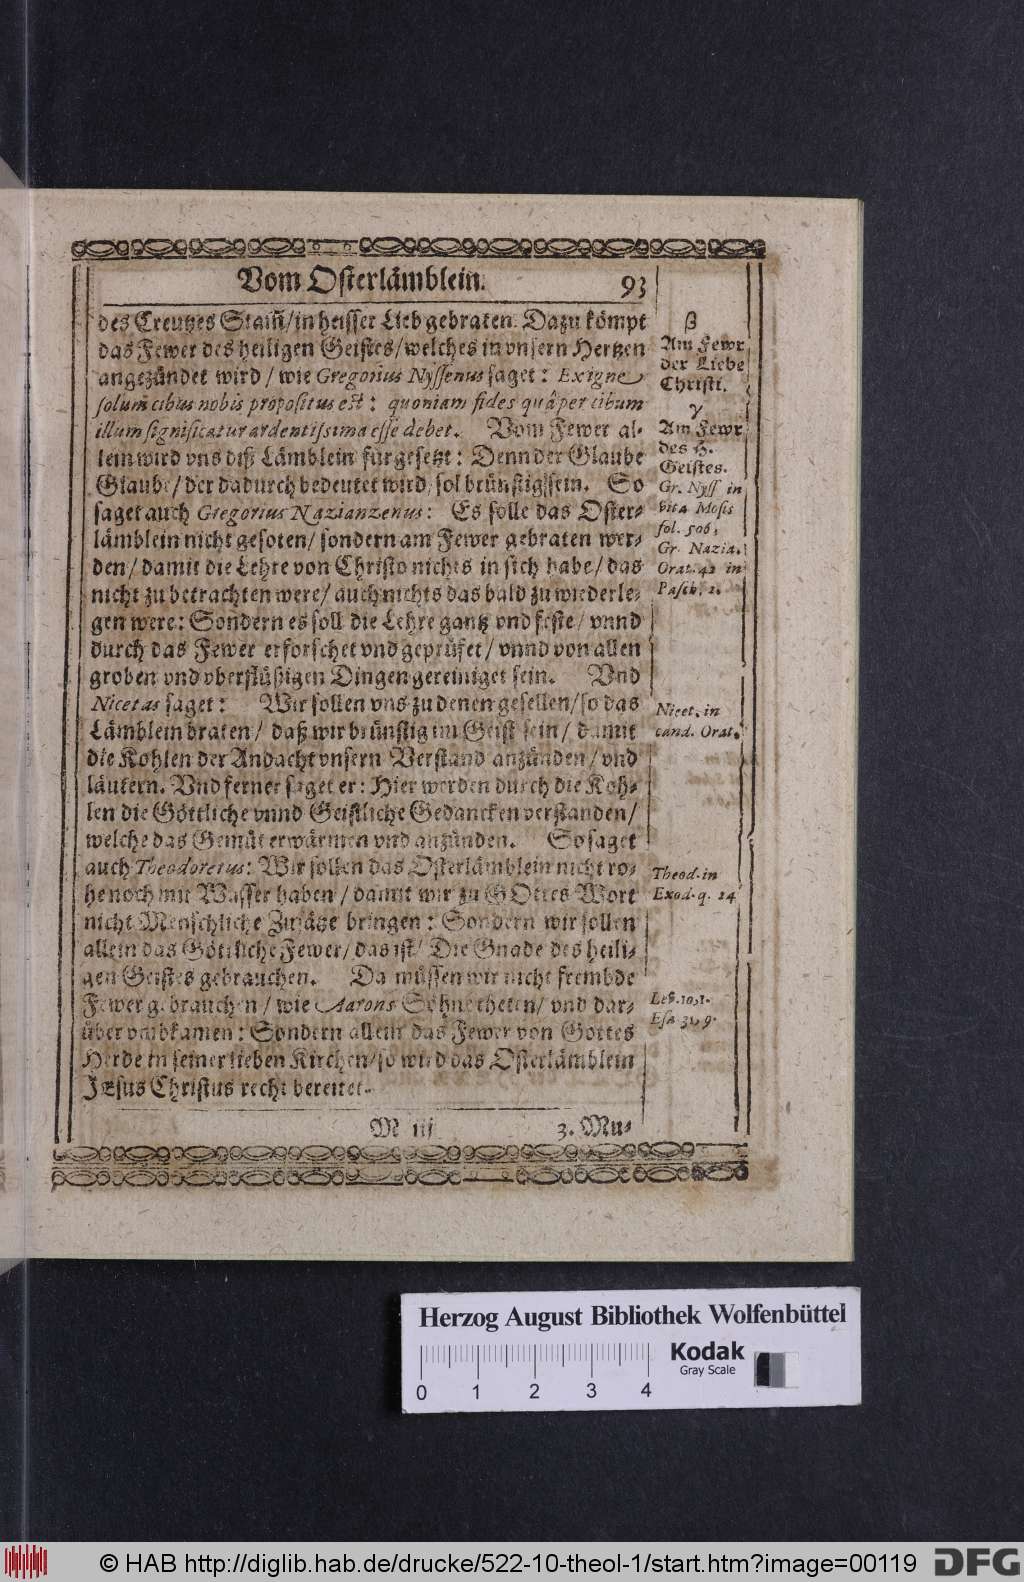 Vom Osterlämblein. 93
des Creutzes Stam̃/in heisser Lieb gebraten. Dazu kömpt
das Fewer des heiligen Geistes/welches in vnsern Hertzen
angezündet wird/wie Gregorius Nyssenus saget: Ex igne
solum cibus nobis propositus est: quoniam fides quæ per cibum
illum significatur ardentissima esse debet. Vom Fewer al-
lein wird vns diß Lämblein fürgesetzt: Denn der Glaube
Glaube/der dadurch bedeutet wird/sol brünstig sein. So
saget auch Gregorius Nazianzenus: Es solle das Oster-
lämblein nicht gesoten/sondern am Fewer gebraten wer-
den/damit die Lehre von Christo nichts in sich habe/das
nicht zu betrachten were/auch nichts das bald zu wiederle-
gen were: Sondern es soll die Lehre gantz vnd feste/vnnd
durch das Fewer erforschet vnd geprüfet/vnnd von allen
groben vnd vberflüßigen Dingen gereiniget sein. Vnd
Nicetas saget: Wir sollen vns zu denen gesellen/so das
Lämblein braten/daß wir brünstig im Geist sein/damit
die Kohlen der Andacht vnsern Verstand anzünden/vnd
läutern. Vnd ferner saget er: Hier werden durch die Koh-
len die Göttliche vnnd Geistliche Gedancken verstanden/
welche das Gemüt erwärmen vnd anzünden. So saget
auch Theodoretus: Wir sollen das Osterlämblein nicht ro-
he noch mit Wasser haben/damit wir zu GOttes Wort
nicht Menschliche Zusätze bringen: Sondern wir sollen
allein das Göttliche Fewer/das ist/Die Gnade des heili-
gen Geistes gebrauchen. Da müssen wir nicht frembde
Fewer gebrauchen/wie Aarons Söhne theten/vnd dar-
über vmbkamen: Sondern allein das Fewer von Gottes
Herde in seiner lieben Kirchen/so wird das Osterlämblein
JEsus Christus recht bereitet.
M iij 3. Mu-
β
Am Fewr
der Liebe
Christi.
γ
Am Fewr
des H.
Geistes.
Gr. Nyss in
vita Mosis
fol. 506.
Gr. Nazia.
Orat. 42 in
Pasch. 2.
Nicet. in
eand. Orat.
Theod. in
Exod. q. 24
Lev. 10, 1.
Esa 31, 9.
Herzog August Bibliothek Wolfenbüttel
Kodak
Gray Scale
0 1 2 3 4
© HAB http://diglib.hab.de/drucke/522-10-theol-1/start.htm?image=00119
DFG